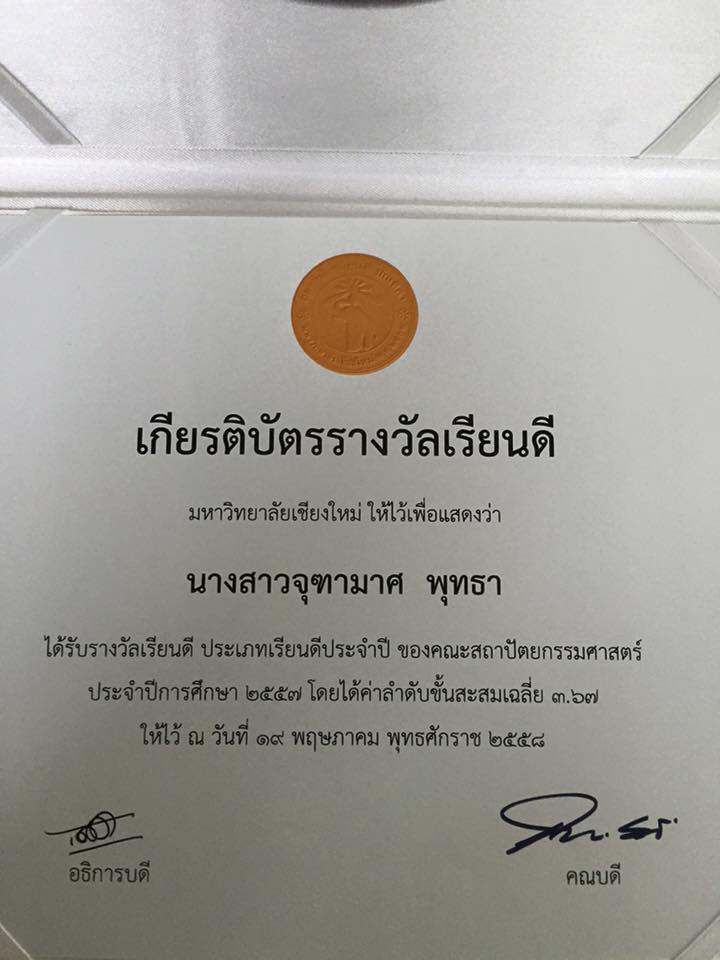 เกียรติบัตรรางวัลเรียนดี
มหาวิทยาลัยเชียงใหม่ ให้ไว้เพื่อแสดงว่า
นางสาวจุฑามาศ พุทธา
ได้รับรางวัลเรียนดี ประเภทเรียนดีประจำปี ของคณะสถาปัตยกรรมศาสตร์
ประจำปีการศึกษา ๒๕๕๗ โดยได้ค่าลำดับขั้นสะสมเฉลี่ย ๓.๖๗
ให้ไว้ ณ วันที่ ๑๙ พฤษภาคม พุทธศักราช ๒๕๕๘
อธิการบดี
คณบดี